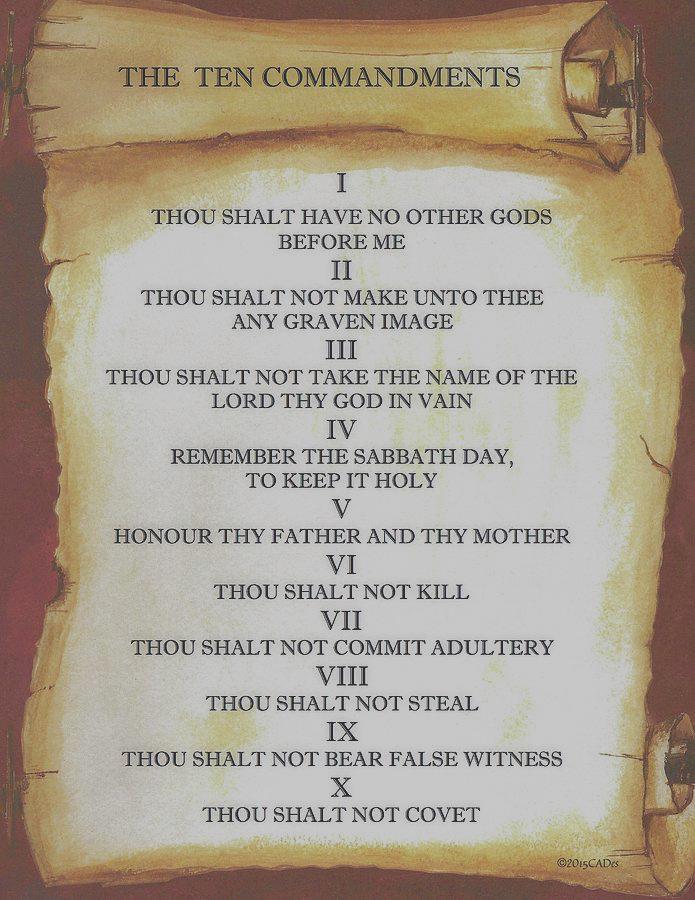 THE TEN COMMANDMENTS
I
THOU SHALT HAVE NO OTHER GODS
BEFORE ME
II
THOU SHALT NOT MAKE UNTO THEE
ANY GRAVEN IMAGE
III
THOU SHALT NOT TAKE THE NAME OF THE
LORD THY GOD IN VAIN
IV
REMEMBER THE SABBATH DAY,
TO KEEP IT HOLY
V
HONOUR THY FATHER AND THY MOTHER
VI
THOU SHALT NOT KILL
VII
THOU SHALT NOT COMMIT ADULTERY
VIII
THOU SHALT NOT STEAL
IX
THOU SHALT NOT BEAR FALSE WITNESS
X
THOU SHALT NOT COVET
©2015CADes